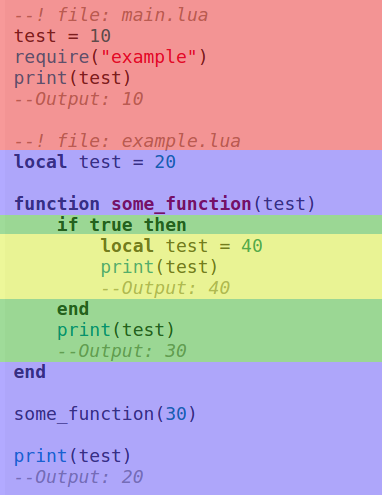 --! file: main.lua
test = 10
require("example")
print(test)
--Output: 10

--! file: example.lua
local test = 20

function some_function(test)
    if true then
        local test = 40
        print(test)
        --Output: 40
    end
    print(test)
    --Output: 30
end

some_function(30)

print(test)
--Output: 20